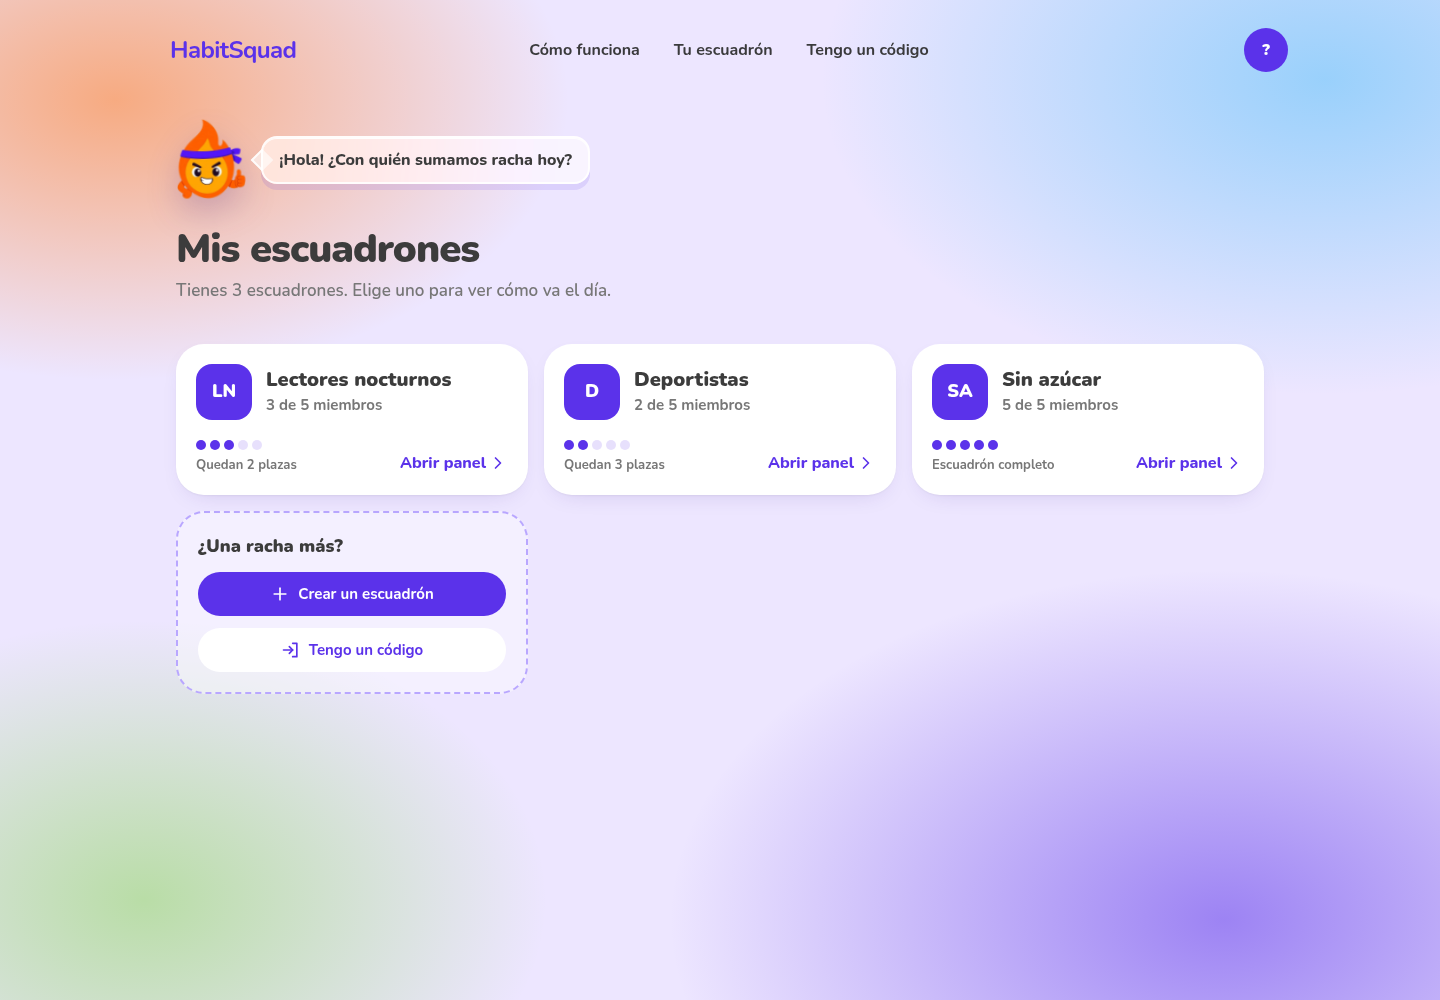 HabitSquad
Cómo funciona
Tu escuadrón
Tengo un código
?
¡Hola! ¿Con quién sumamos racha hoy?
Mis escuadrones
Tienes 3 escuadrones. Elige uno para ver cómo va el día.
LN
Lectores nocturnos
3 de 5 miembros
Quedan 2 plazas
Abrir panel
D
Deportistas
2 de 5 miembros
Quedan 3 plazas
Abrir panel
SA
Sin azúcar
5 de 5 miembros
Escuadrón completo
Abrir panel
¿Una racha más?
Crear un escuadrón
Tengo un código